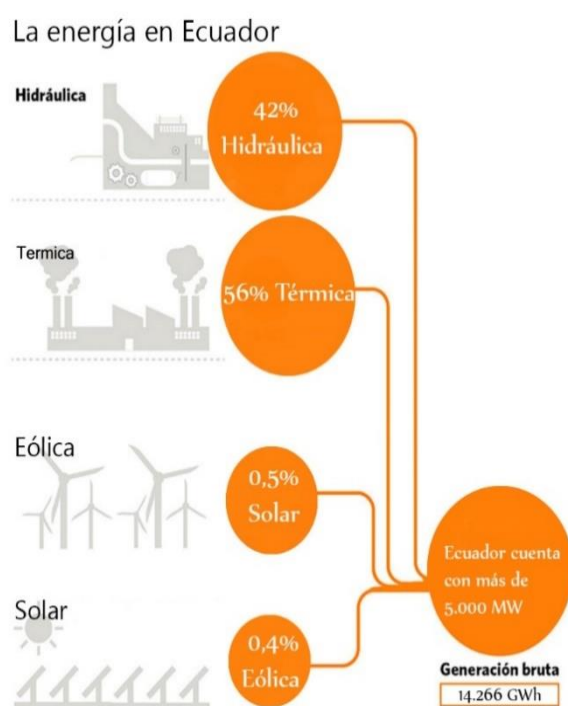 La energía en Ecuador
Hidráulica
42%
Hidráulica
Termica
56% Térmica
Eólica
0,5%
Solar
Solar
0,4%
Eólica
Ecuador cuenta
con más de
5.000 MW
Generación bruta
14.266 GWh